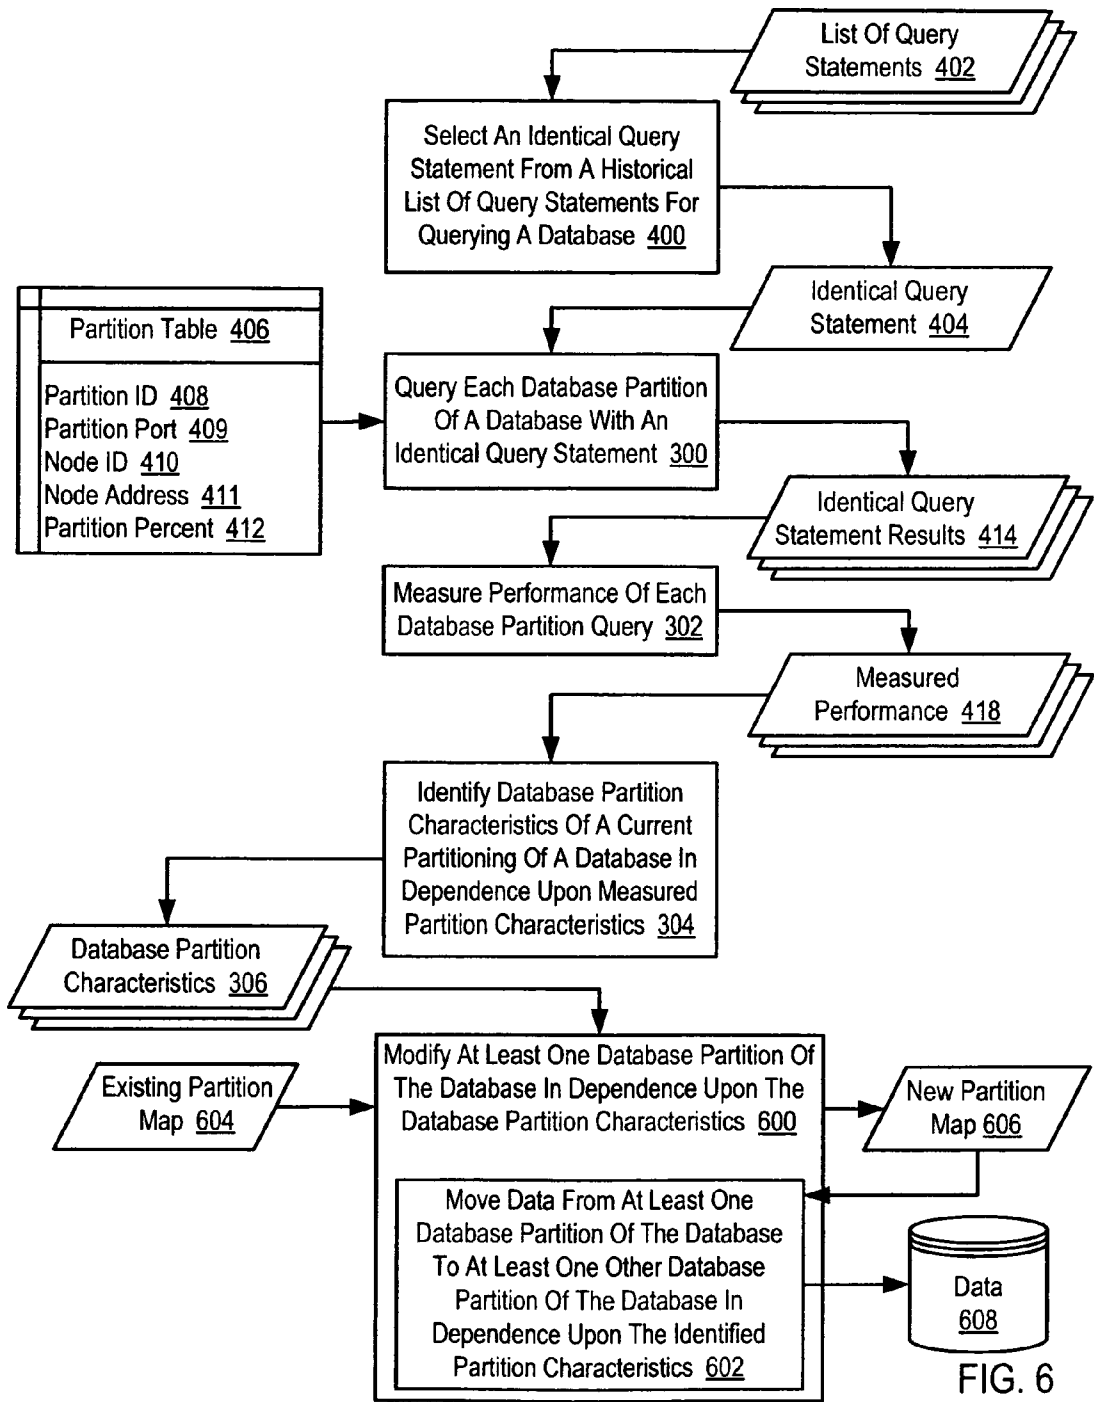 List Of Query
Statements 402
Select An Identical Query
Statement From A Historical
List Of Query Statements For
Querying A Database 400
Identical Query
Statement 404
Partition Table 406
Partition ID 408
Partition Port 409
Node ID 410
Node Address 411
Partition Percent 412
Query Each Database Partition
Of A Database With An
Identical Query Statement 300
Identical Query
Statement Results 414
Measure Performance Of Each
Database Partition Query 302
Measured
Performance 418
Identify Database Partition
Characteristics Of A Current
Partitioning Of A Database In
Dependence Upon Measured
Partition Characteristics 304
Database Partition
Characteristics 306
Existing Partition
Map 604
Modify At Least One Database Partition Of
The Database In Dependence Upon The
Database Partition Characteristics 600
New Partition
Map 606
Move Data From At Least One
Database Partition Of The Database
To At Least One Other Database
Partition Of The Database In
Dependence Upon The Identified
Partition Characteristics 602
Data
608
FIG. 6